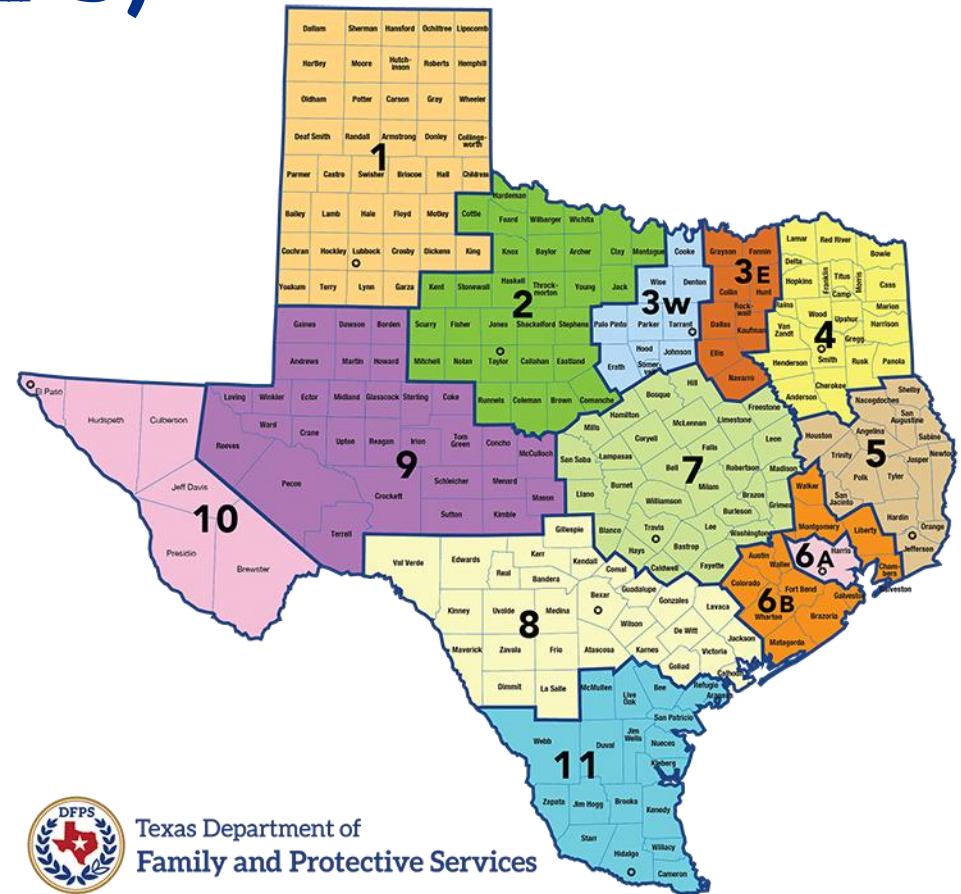 Dallam Sherman Hansford Ochiltree Lipscomb
Hartley Moore Hutch-
inson Roberts Hemphill
Oldham Potter Carson Gray Wheeler
Deaf Smith Randall Armstrong Donley Collings-
worth
1
Parmer Castro Swisher Briscoe Hall Childress
Bailey Lamb Hale Floyd Motley
Cochran Hockley Lubbock Crosby Dickens King
Yoakum Terry Lynn Garza
Hardeman
Cottle Foard Wilbarger Wichita
Knox Baylor Archer Clay Montague
Kent Stonewall Haskell Throck-
morton Young Jack
2
Scurry Fisher Jones Shackelford Stephens
Mitchell Nolan Taylor Callahan Eastland
Runnels Coleman Brown Comanche
Cooke
Wise Denton
3W
Palo Pinto Parker Tarrant
Hood Johnson
Erath Somer-
vell
Grayson Fannin
3E
Collin Hunt
Rock-
wall
Dallas Kaufman
Ellis
Navarro
Lamar Red River Bowie
Delta
Hopkins Franklin Titus Morris Cass
Camp
Rains Wood Upshur Marion
Van
Zandt 4 Gregg Harrison
Henderson Smith Rusk Panola
Anderson Cherokee
Shelby
Nacogdoches
San
Augustine
Houston Angelina Sabine
Trinity 5 Jasper Newton
Polk Tyler
San
Jacinto
Hardin Orange
Jefferson
Walker
Montgomery Liberty
6A Harris
Cham-
bers
Austin Waller
Colorado Fort Bend Galveston Galveston
6B
Wharton Brazoria
Matagorda
Bosque Hill
Hamilton McLennan Limestone Freestone
Mills Coryell Falls Leon
San Saba Lampasas Bell 7 Robertson Madison
Burnet Milam
Llano Williamson Brazos Grimes
Burleson
Blanco Travis Lee Washington
Hays Bastrop
Caldwell Fayette
Gaines Dawson Borden
Andrews Martin Howard
Loving Winkler Ector Midland Glasscock Sterling Coke
Ward Crane Upton Reagan Irion Tom
Green Concho
Reeves McCulloch
9
Pecos Crockett Schleicher Menard
Mason
Sutton Kimble
Terrell
El Paso
Hudspeth Culberson
Jeff Davis
10
Presidio Brewster
Gillespie
Val Verde Edwards Kerr Kendall
Real Bandera Comal
Guadalupe
Bexar Gonzales Lavaca
Kinney Uvalde Medina
8 Wilson De Witt
Jackson
Maverick Zavala Frio Atascosa Karnes Victoria
Goliad
Calhoun
Dimmit La Salle
McMullen Live
Oak Bee Refugio
Aransas
San Patricio
Webb Duval Jim
Wells Nueces
11 Kleberg
Zapata Jim Hogg Brooks Kenedy
Starr Willacy
Hidalgo
Cameron
DFPS
Texas Department of
Family and Protective Services